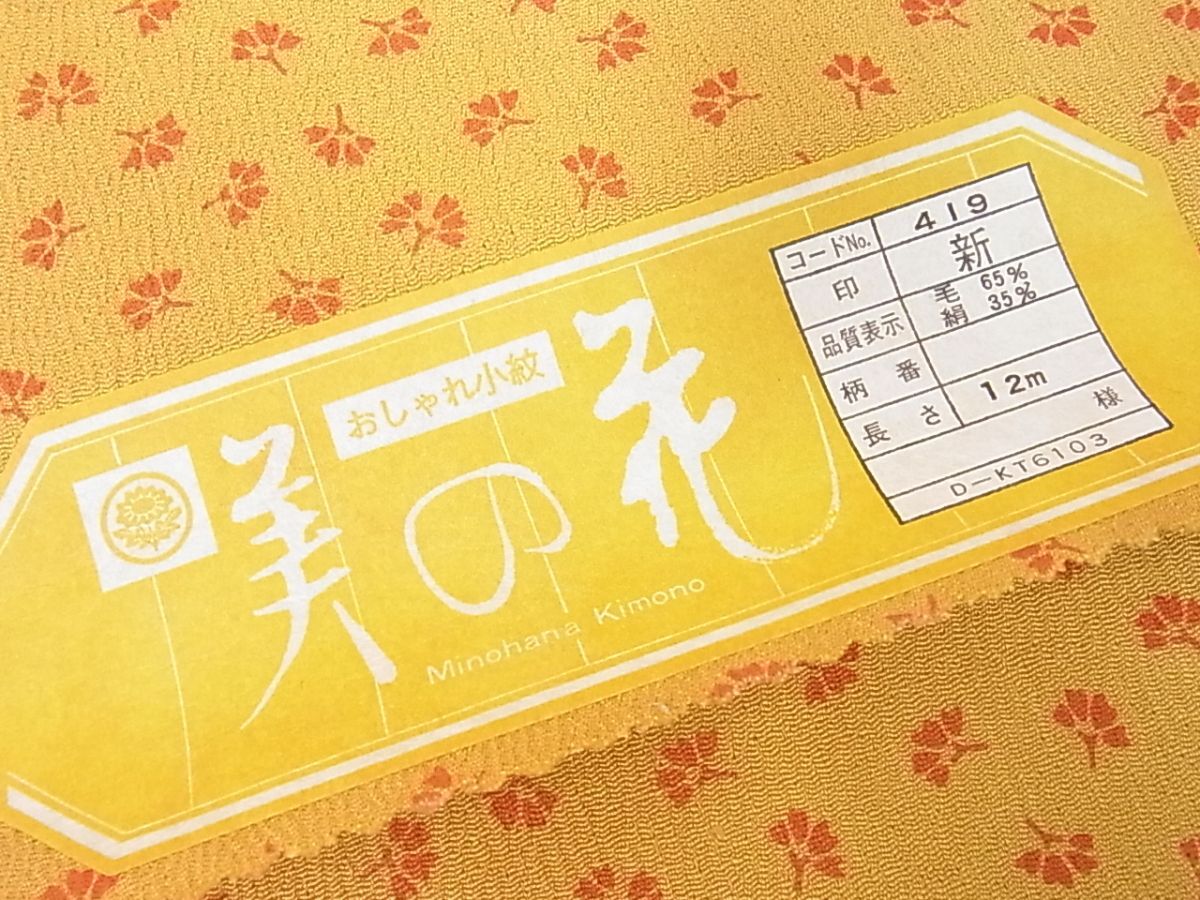 おしゃれ小紋
美の花
Minohana Kimono
コードNo. 419
印 新
品質表示 毛 65% 絹 35%
柄番
長さ 12m
様
D-KT6103